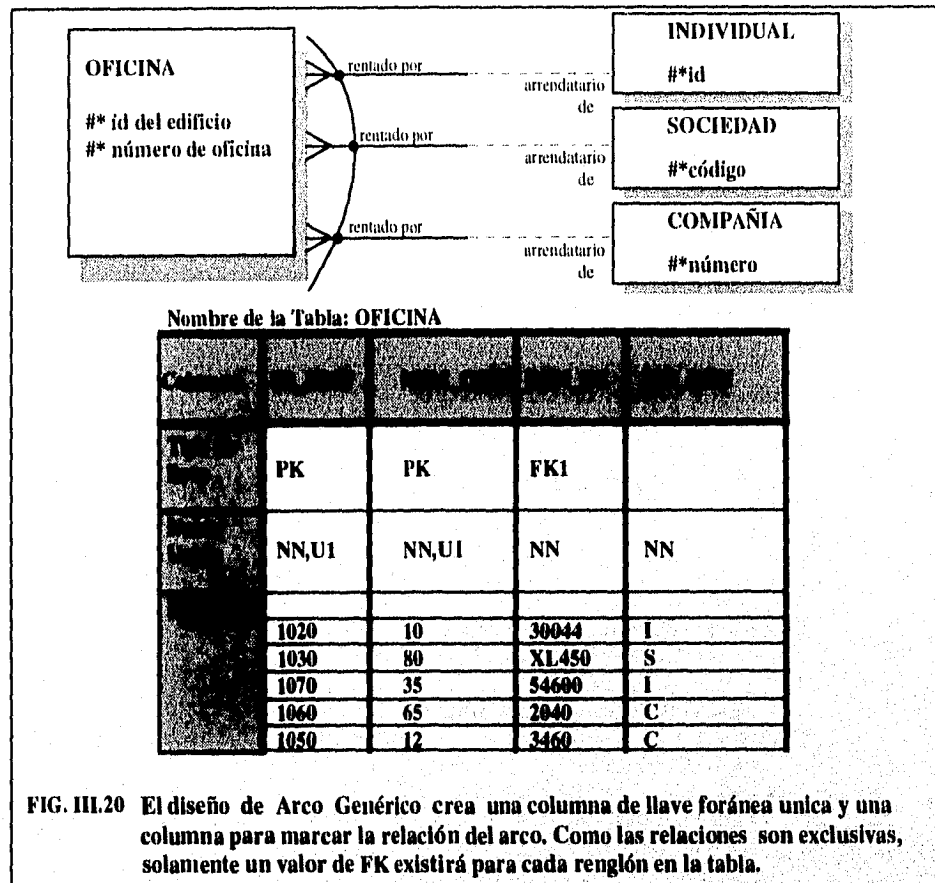 OFICINA
#* id del edificio
#* número de oficina
rentado por
arrendatario
de
INDIVIDUAL
#*id
rentado por
arrendatario
de
SOCIEDAD
#*código
rentado por
arrendatario
de
COMPAÑIA
#*número
Nombre de la Tabla: OFICINA
PK PK FK1
NN,U1 NN,U1 NN NN
1020 10 30044 I
1030 80 XL450 S
1070 35 54600 I
1060 65 2040 C
1050 12 3460 C
FIG. III.20 El diseño de Arco Genérico crea una columna de llave foránea unica y una
columna para marcar la relación del arco. Como las relaciones son exclusivas,
solamente un valor de FK existirá para cada renglón en la tabla.